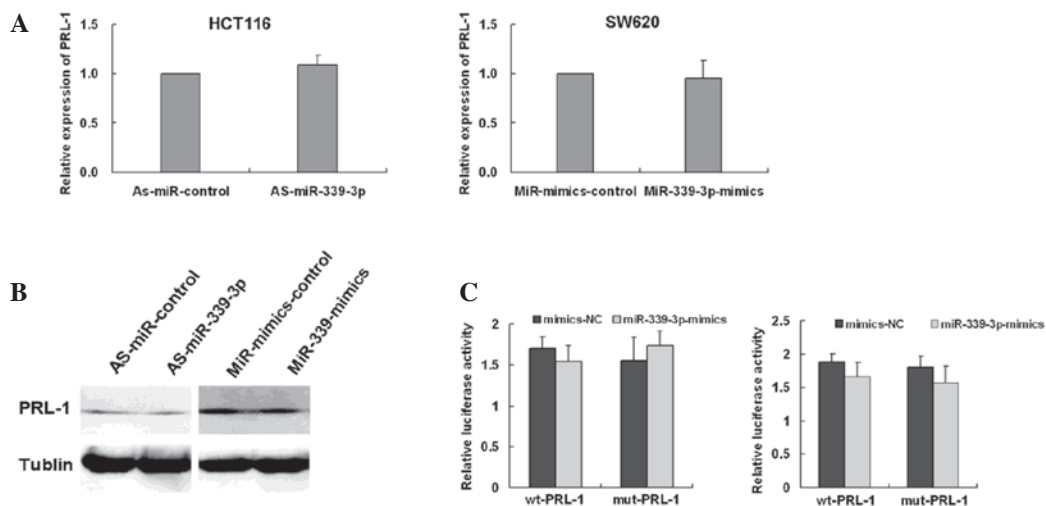 A
HCT116
Relative expression of PRL-1
1.5
1.0
0.5
0.0
As-miR-control
AS-miR-339-3p
SW620
Relative expression of PRL-1
1.5
1.0
0.5
0.0
MiR-mimics-control
MiR-339-3p-mimics
B
AS-miR-control
AS-miR-339-3p
MiR-mimics-control
MiR-339-mimics
PRL-1
Tublin
C
mimics-NC
miR-339-3p-mimics
Relative luciferase activity
2
1.5
1
0.5
0
wt-PRL-1
mut-PRL-1
mimics-NC
miR-339-3p-mimics
Relative luciferase activity
2.5
2
1.5
1
0.5
0
wt-PRL-1
mut-PRL-1